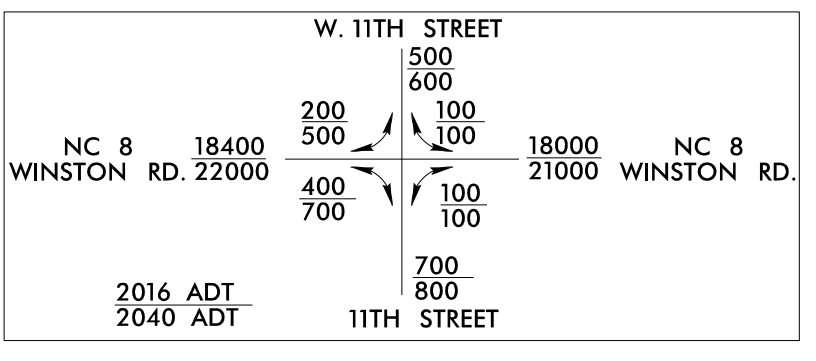 W. 11TH STREET
500
600
200
500
100
100
NC 8
WINSTON RD.
18400
22000
18000
21000
NC 8
WINSTON RD.
400
700
100
100
700
800
2016 ADT
2040 ADT
11TH STREET